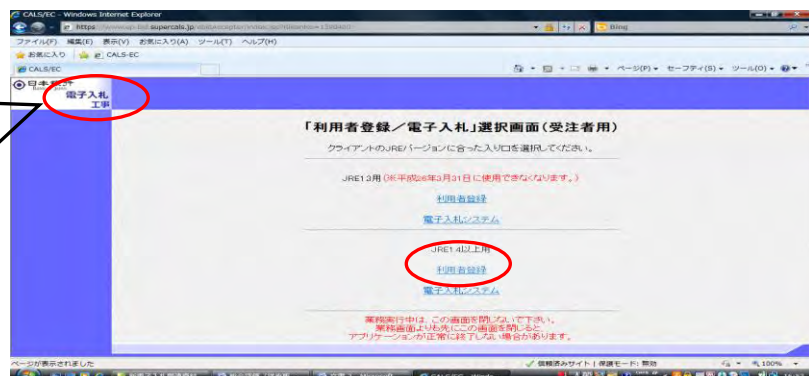 CALS/EC - Windows Internet Explorer
Bing
ファイル(F) 編集(E) 表示(V) お気に入り(A) ツール(T) ヘルプ(H)
お気に入り CALS-EC
CALS/EC
ページ(P) セーフティ(S) ツール(O)
電子入札
工事
「利用者登録／電子入札」選択画面(受注者用)
クライアントのJREバージョンに合った入り口を選択してください。
JRE1.3用(※平成26年3月31日に使用できなくなります。)
利用者登録
電子入札システム
JRE1.4以上用
利用者登録
電子入札システム
業務実行中は、この画面を閉じないで下さい。
業務画面よりも先にこの画面を閉じると、
アプリケーションが正常に終了しない場合があります。
ページが表示されました 信頼済みサイト | 保護モード: 無効 100%